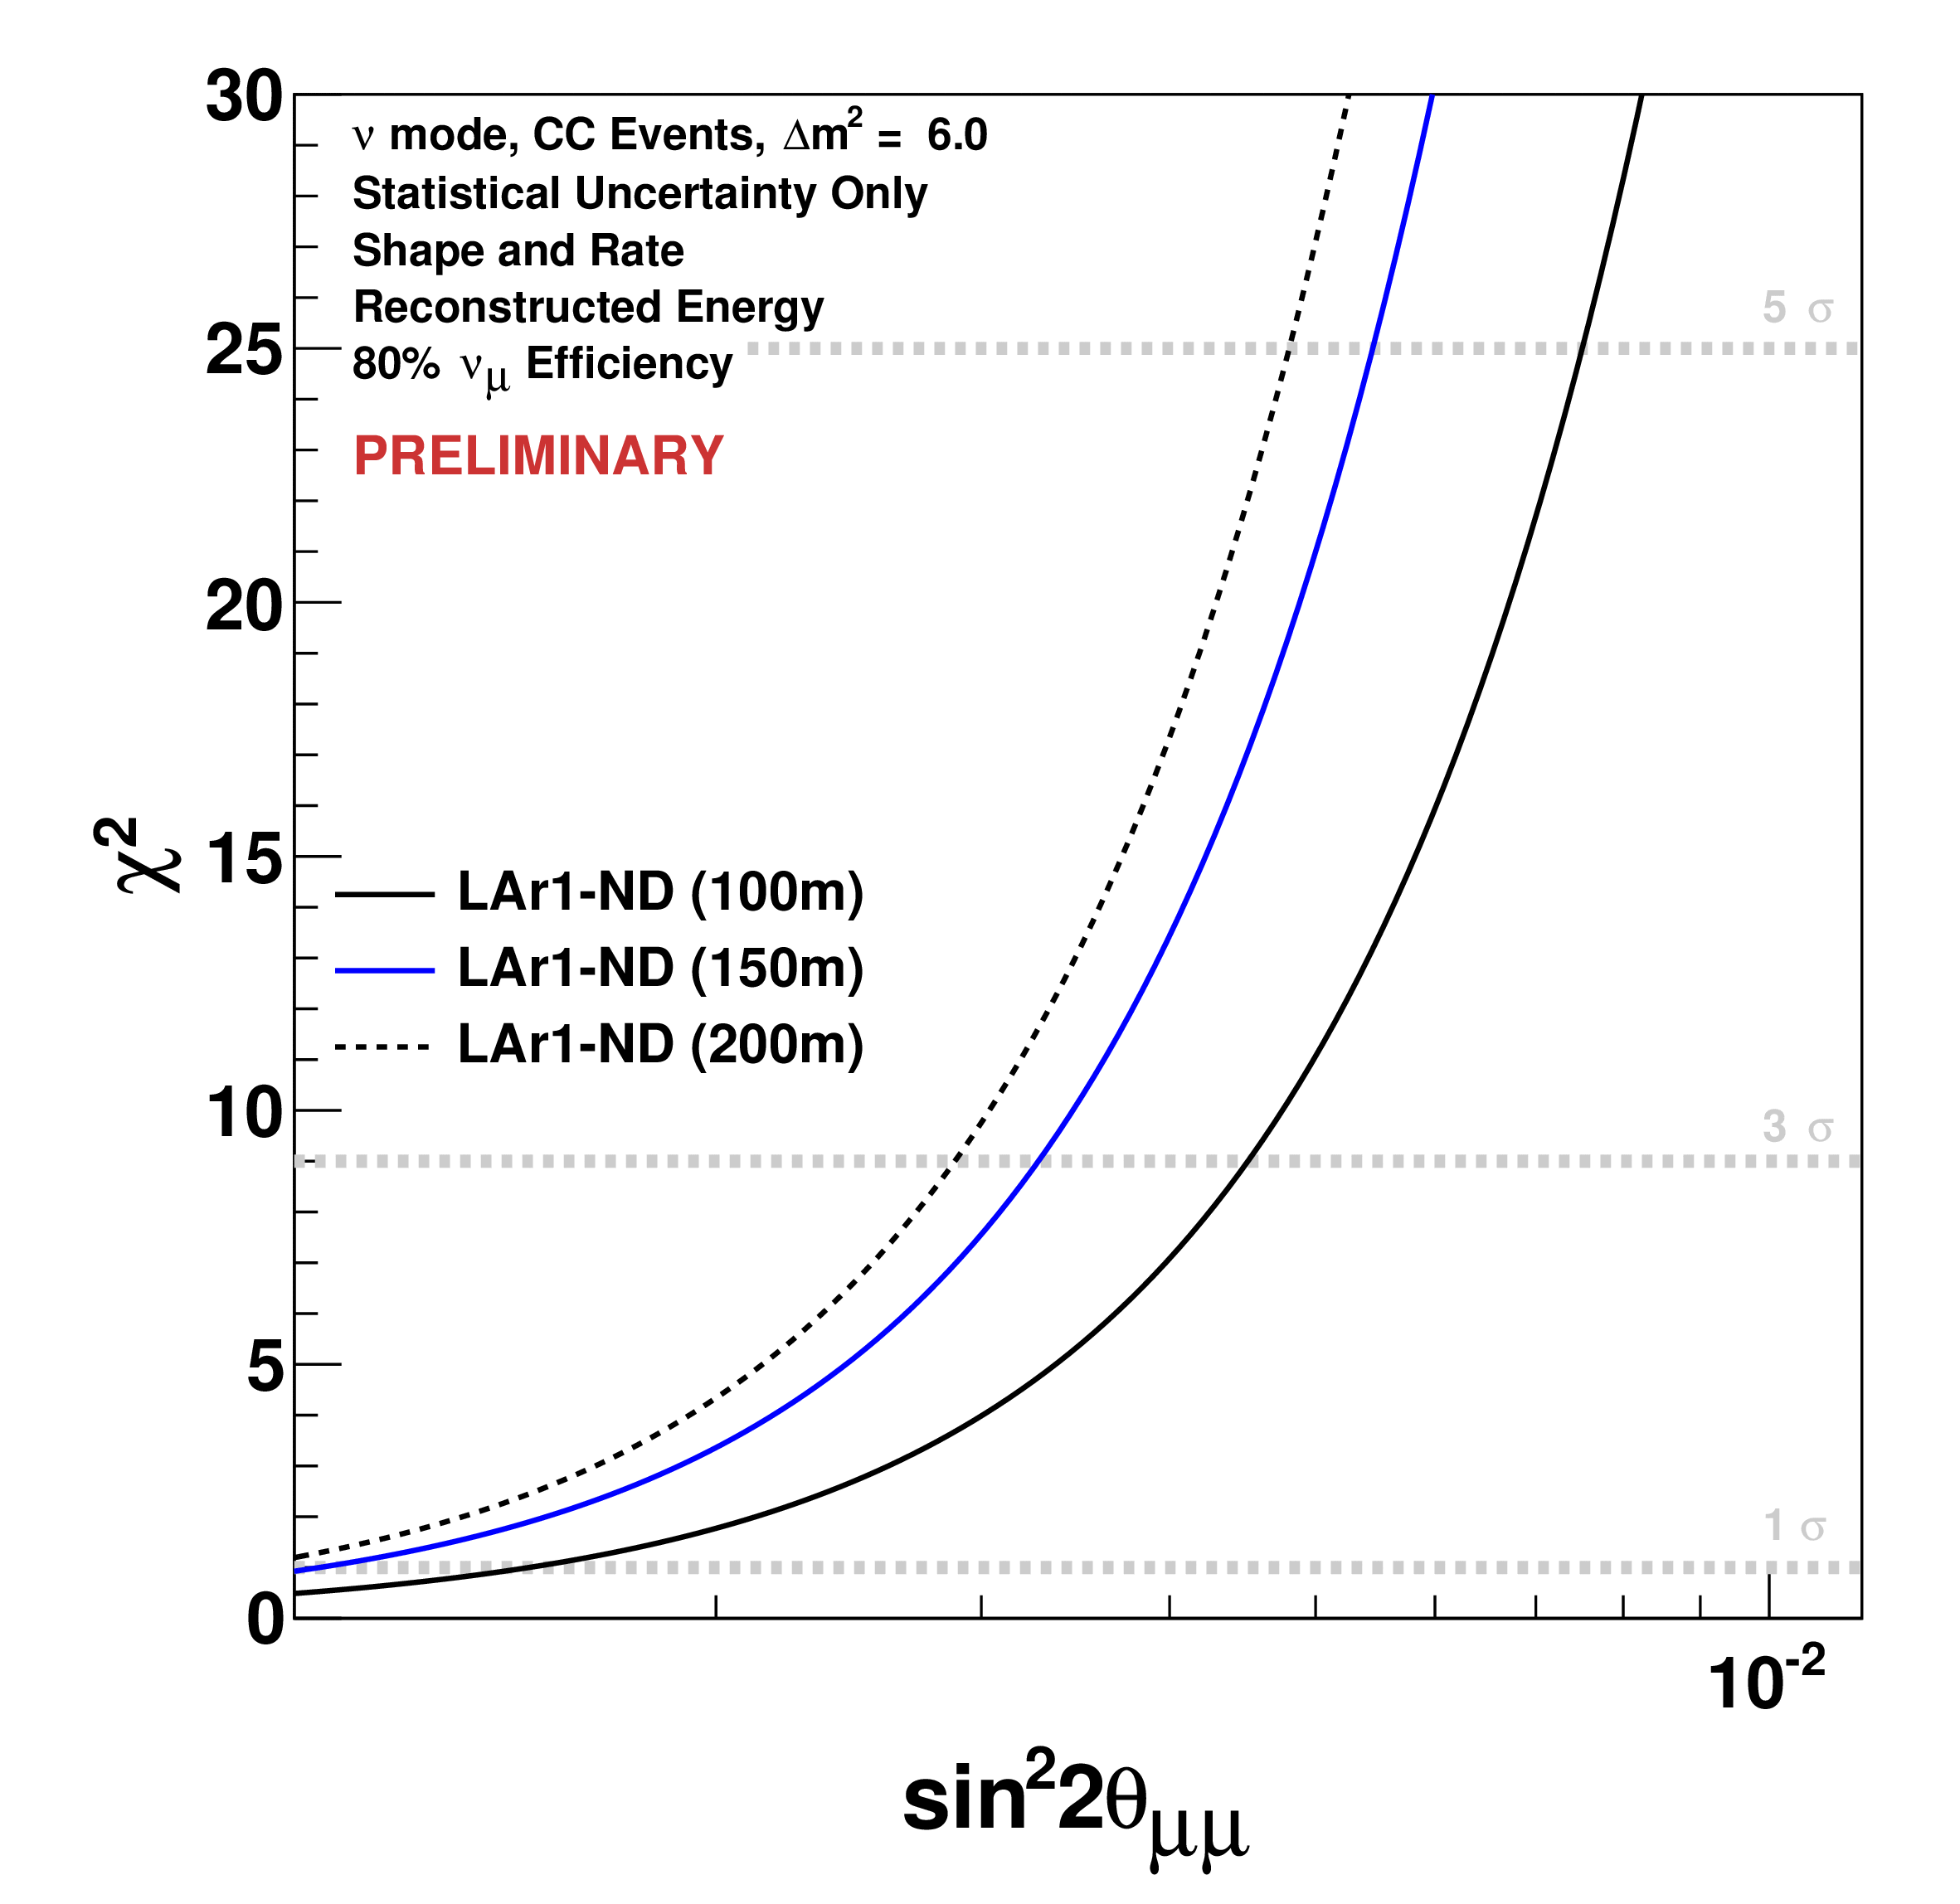 30
ν mode, CC Events, Δm² = 6.0
Statistical Uncertainty Only
Shape and Rate
Reconstructed Energy
5 σ
25
80% νμ Efficiency
PRELIMINARY
20
χ²
15
LAr1-ND (100m)
LAr1-ND (150m)
LAr1-ND (200m)
10
3 σ
5
1 σ
0
10⁻²
sin²2θμμ